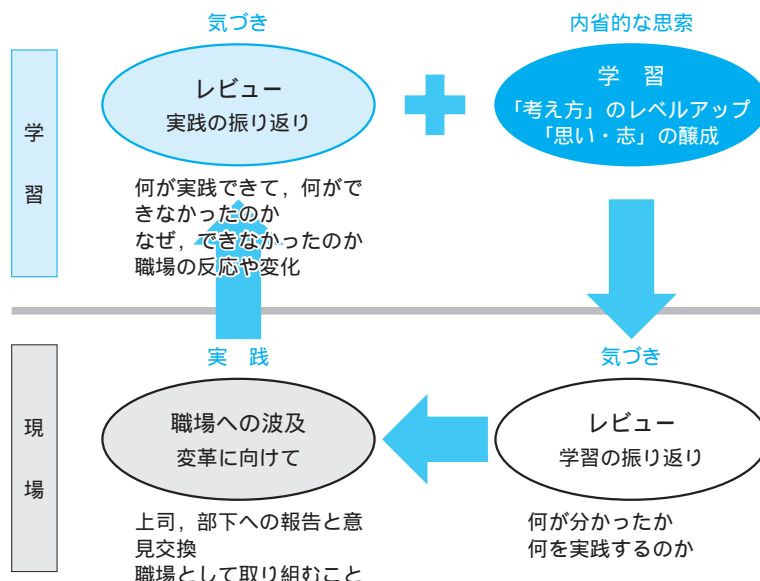 気づき
内省的な思索
学習
レビュー
実践の振り返り
学　習
「考え方」のレベルアップ
「思い・志」の醸成
何が実践できて，何がで
きなかったのか
なぜ，できなかったのか
職場の反応や変化
実　践
気づき
現場
職場への波及
変革に向けて
レビュー
学習の振り返り
上司，部下への報告と意
見交換
職場として取り組むこと
何が分かったか
何を実践するのか